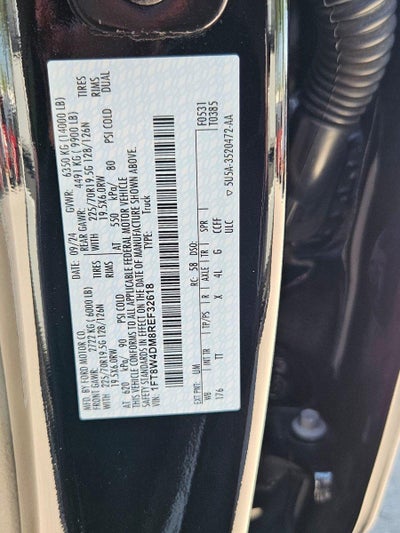 MFD. BY FORD MOTOR CO.
DATE: 09/24 GVWR: 6350 KG (14000 LB)
FRONT GAWR: 2722 KG (6000 LB) REAR GAWR: 4491 KG (9900 LB)
WITH WITH
225/70R19.5G 128/126N TIRES 225/70R19.5G 128/126N TIRES
19.5X6.0RW RIMS 19.5X6.0RW RIMS
AT 620 kPa/ 90 PSI COLD AT 550 kPa/ 80 PSI COLD DUAL
THIS VEHICLE CONFORMS TO ALL APPLICABLE FEDERAL MOTOR VEHICLE
SAFETY STANDARDS IN EFFECT ON THE DATE OF MANUFACTURE SHOWN ABOVE.
VIN: 1FT8W4DM8REF32618 TYPE: Truck
F0531
T0385
EXT PNT: UM RC: 58 DSO:
WB INT TR TP/PS R AXLE TR SPR
176 TT X 4L G CCFF
ULC
5U5A-3520472-AA